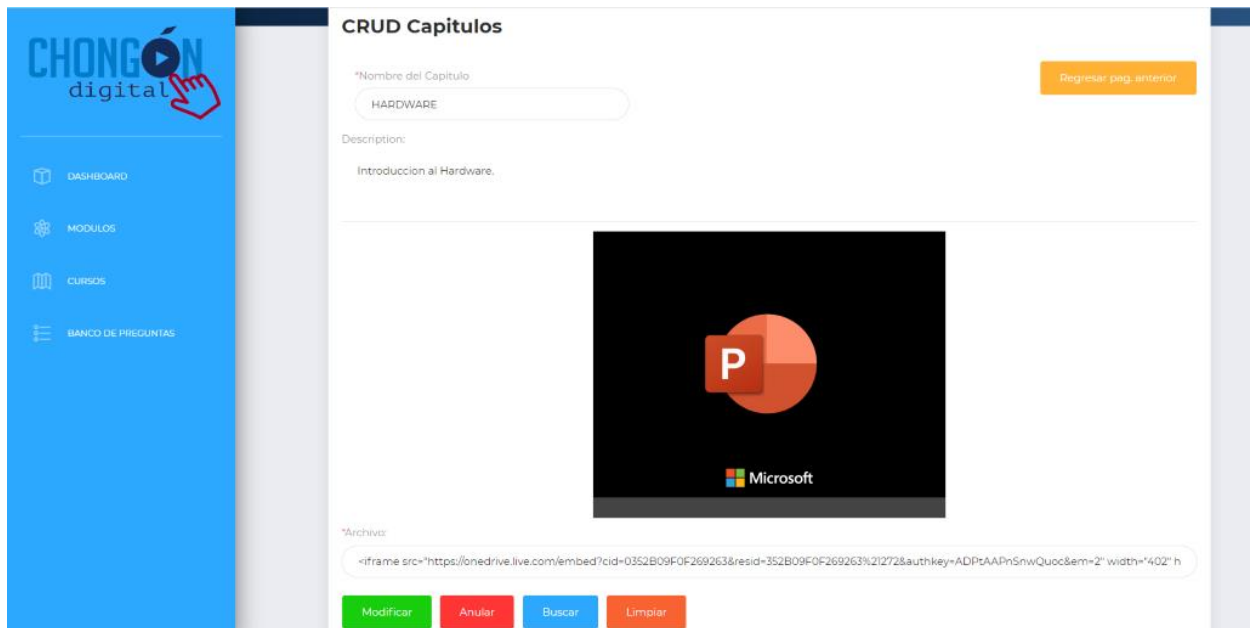 CHONGÓN
digital
DASHBOARD
MODULOS
CURSOS
BANCO DE PREGUNTAS
CRUD Capitulos
*Nombre del Capitulo
Regresar pag. anterior
HARDWARE
Description:
Introduccion al Hardware.
P
Microsoft
*Archivo:
<iframe src="https://onedrive.live.com/embed?cid=0352B09F0F269263&resid=352B09F0F269263%21272&authkey=ADPtAAPnSnwQuoc&em=2" width="402" h
Modificar
Anular
Buscar
Limpiar